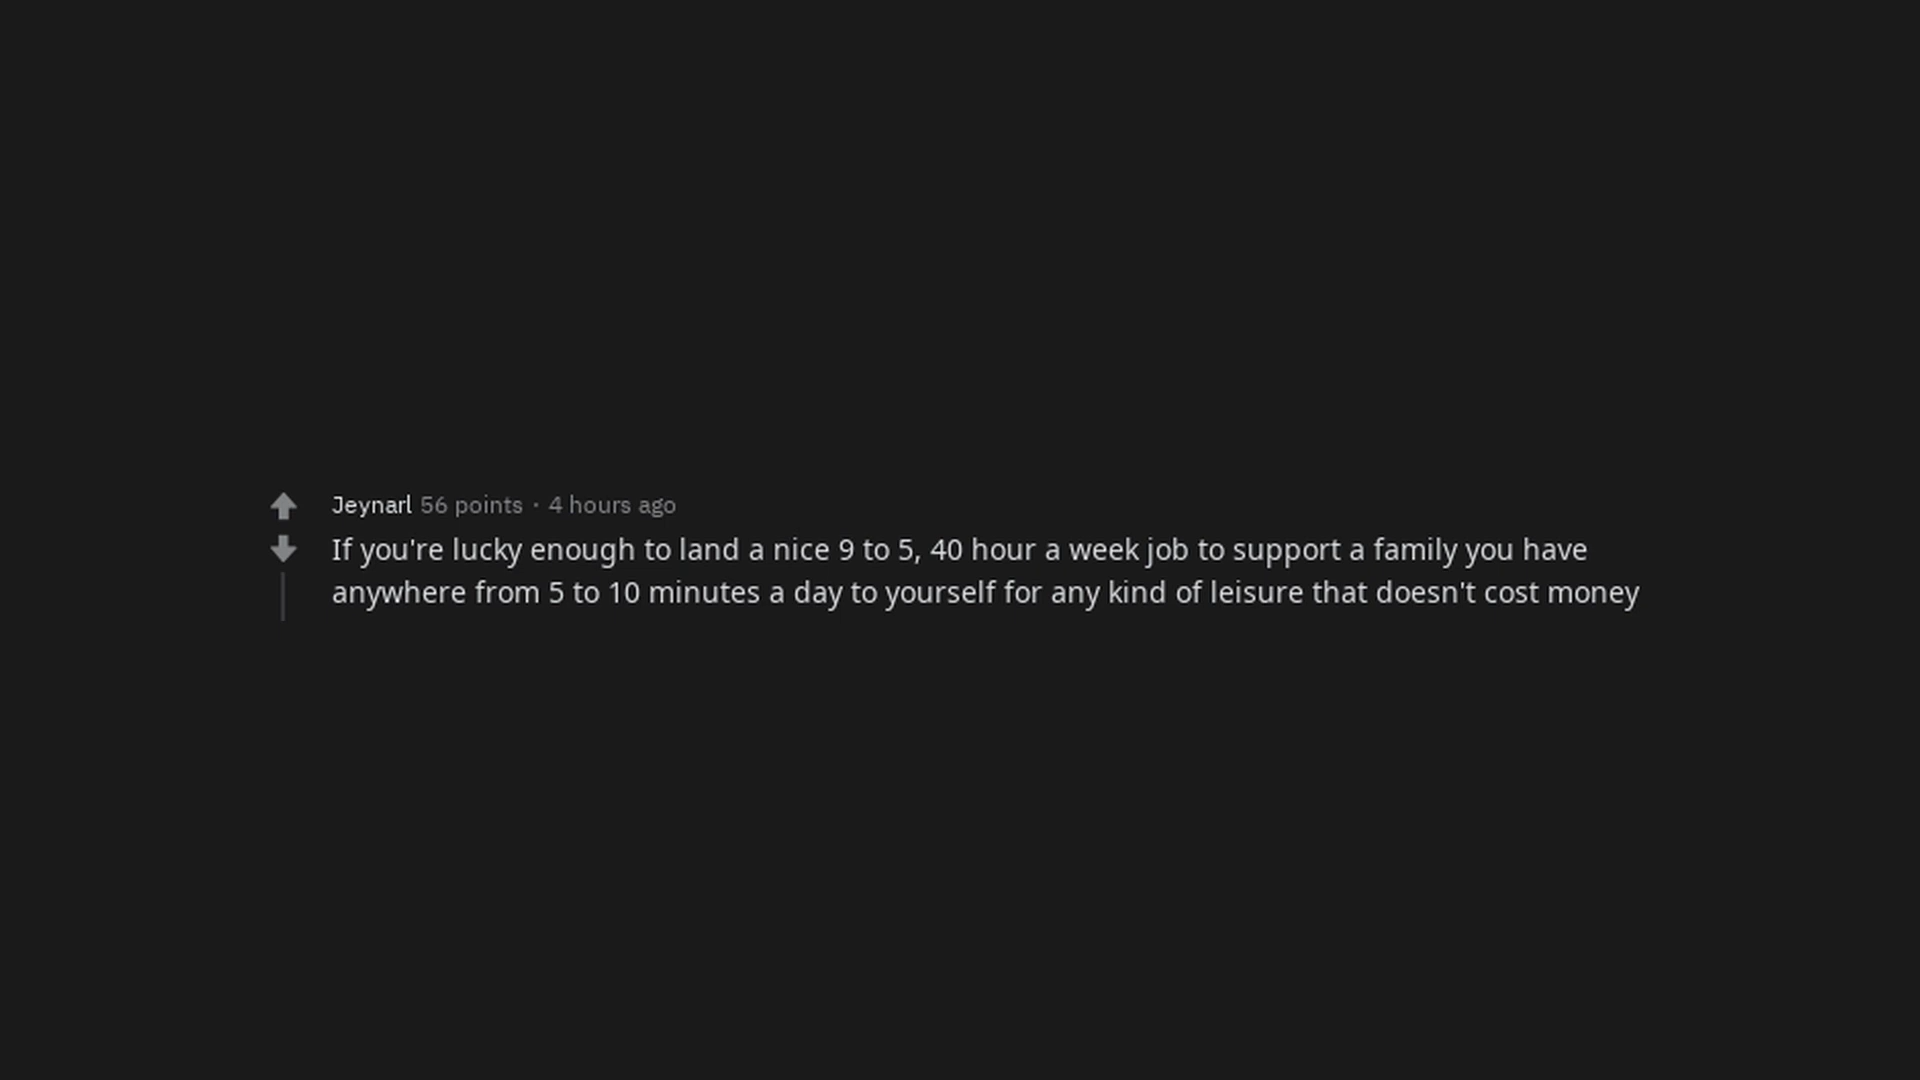 Jeynarl 56 points · 4 hours ago
If you're lucky enough to land a nice 9 to 5, 40 hour a week job to support a family you have
anywhere from 5 to 10 minutes a day to yourself for any kind of leisure that doesn't cost money